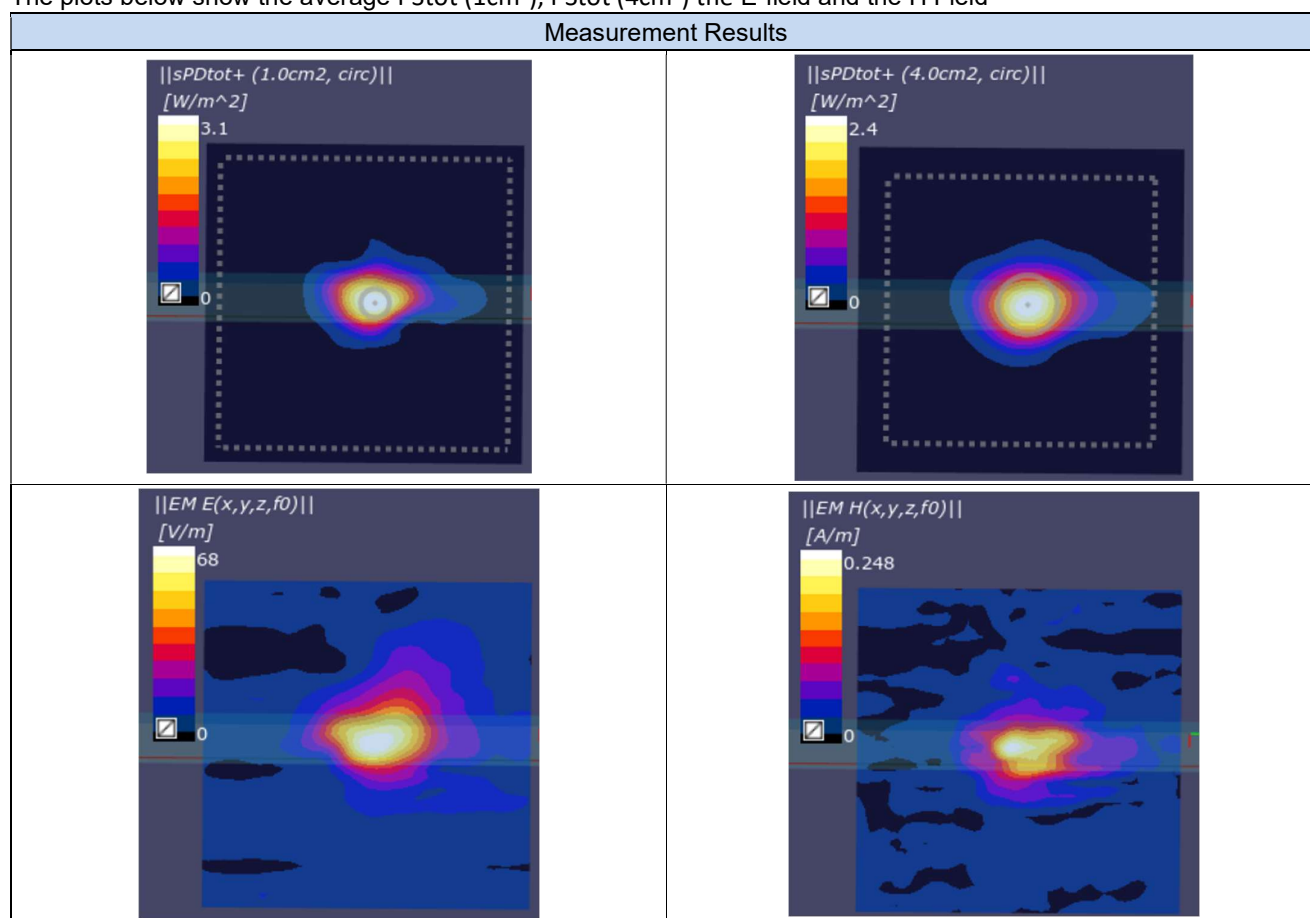 The plots below show the average PStot (1cm²), PStot (4cm²) the E-field and the H-Field
Measurement Results
||sPDtot+ (1.0cm2, circ)||
[W/m^2]
3.1
0
||sPDtot+ (4.0cm2, circ)||
[W/m^2]
2.4
0
||EM E(x,y,z,f0)||
[V/m]
68
0
||EM H(x,y,z,f0)||
[A/m]
0.248
0